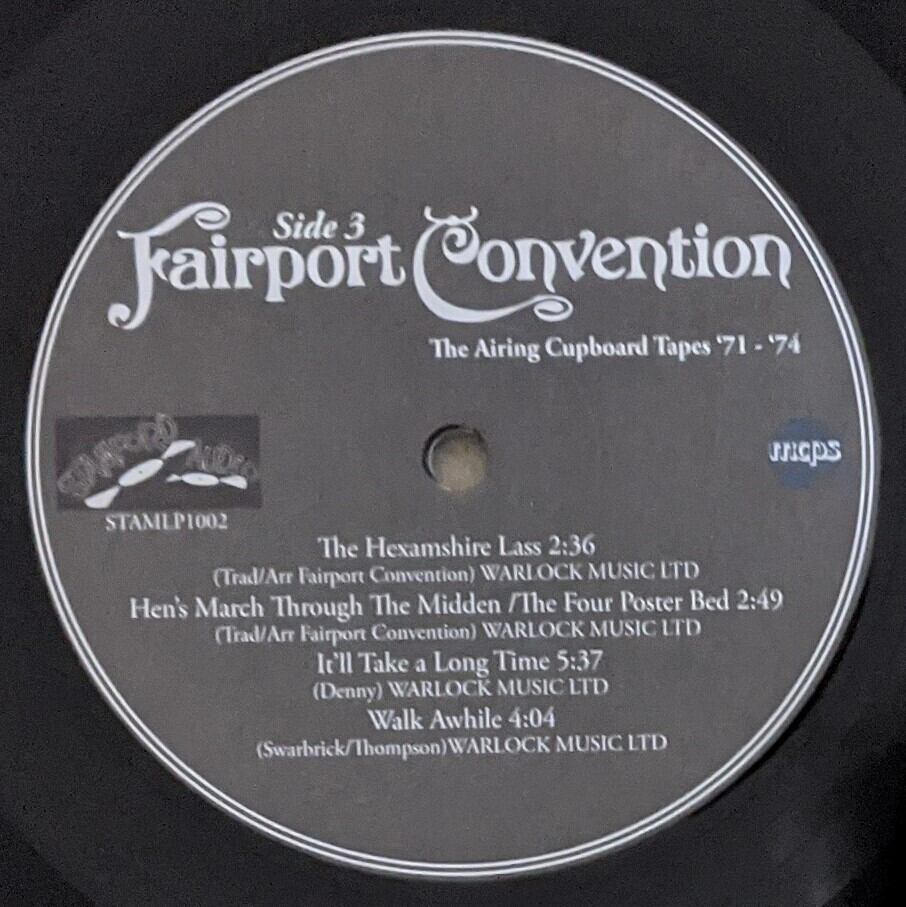 Side 3
Fairport Convention
The Airing Cupboard Tapes '71 - '74
STAMFORD AUDIO
mcps
STAMLP1002
The Hexamshire Lass 2:36
(Trad/Arr Fairport Convention) WARLOCK MUSIC LTD
Hen's March Through The Midden /The Four Poster Bed 2:49
(Trad/Arr Fairport Convention) WARLOCK MUSIC LTD
It'll Take a Long Time 5:37
(Denny) WARLOCK MUSIC LTD
Walk Awhile 4:04
(Swarbrick/Thompson)WARLOCK MUSIC LTD